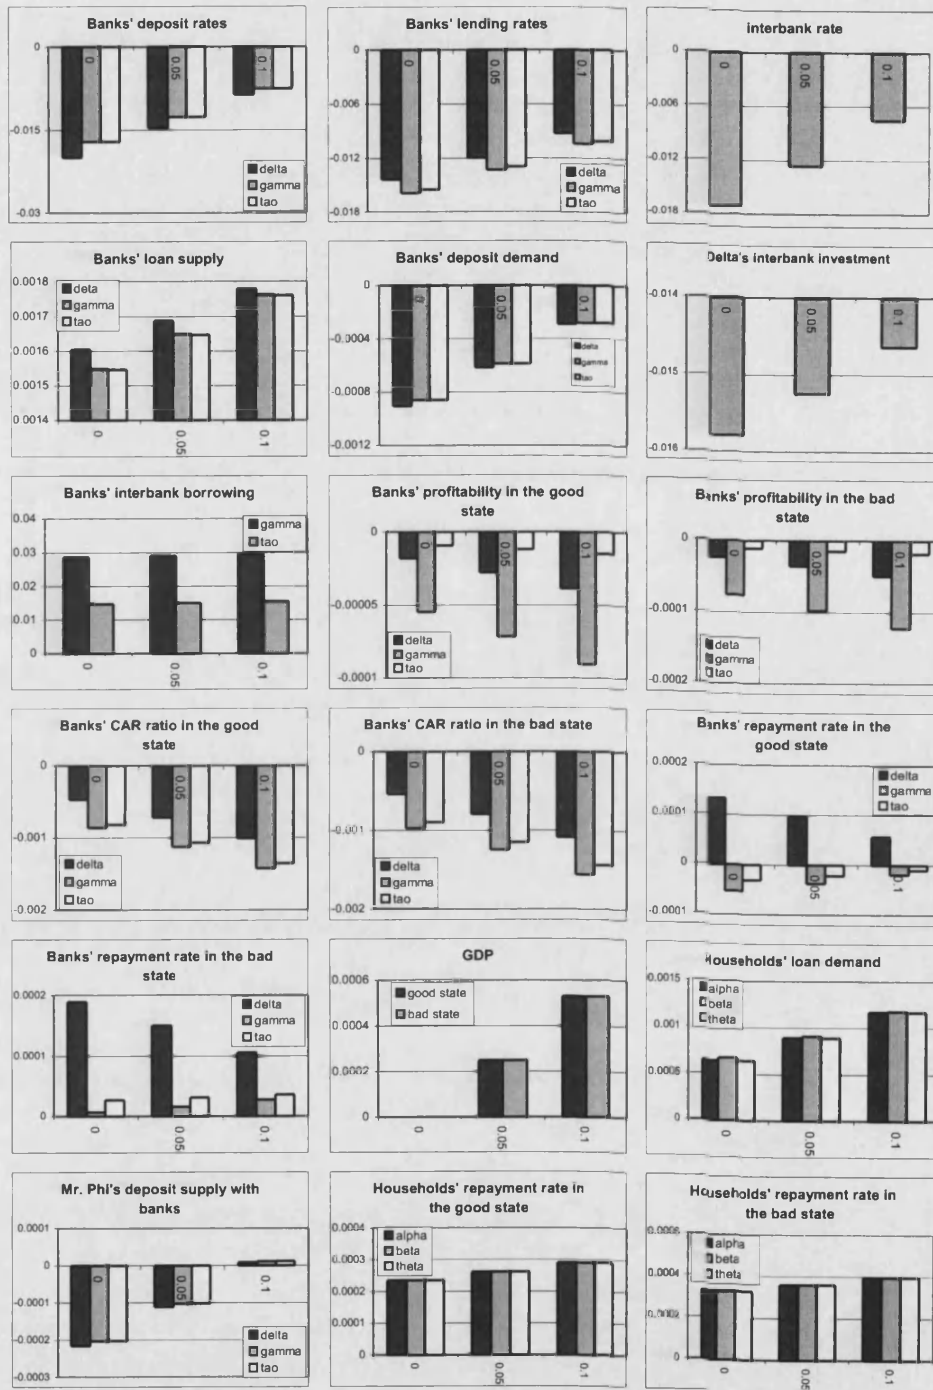 Banks' deposit rates
0
-0.015
-0.03
0
0.05
0.1
delta
gamma
tao
Banks' lending rates
0
-0.006
-0.012
-0.018
0
0.05
0.1
delta
gamma
tao
interbank rate
0
-0.006
-0.012
-0.018
0
0.05
0.1
Banks' loan supply
0.0018
0.0017
0.0016
0.0015
0.0014
deta
gamma
tao
0
0.05
0.1
Banks' deposit demand
0
-0.0004
-0.0008
-0.0012
0
0.05
0.1
delta
gamma
tao
Delta's interbank investment
-0.014
-0.015
-0.016
0
0.05
0.1
Banks' interbank borrowing
0.04
0.03
0.02
0.01
0
gamma
tao
0
0.05
0.1
Banks' profitability in the good
state
0
-0.00005
-0.0001
0
0.05
0.1
delta
gamma
tao
Banks' profitability in the bad
state
0
-0.0001
-0.0002
0
0.05
0.1
deta
gamma
tao
Banks' CAR ratio in the good
state
0
-0.001
-0.002
0
0.05
0.1
delta
gamma
tao
Banks' CAR ratio in the bad state
0
-0.001
-0.002
0
0.05
0.1
delta
gamma
tao
Banks' repayment rate in the
good state
0.0002
0.0001
0
-0.0001
0
0.05
0.1
delta
gamma
tao
Banks' repayment rate in the bad
state
0.0002
0.0001
0
delta
gamma
tao
0
0.05
0.1
GDP
0.0006
0.0004
0.0002
0
good state
bad state
0
0.05
0.1
Households' loan demand
0.0015
0.001
0.0005
0
alpha
beta
theta
0
0.05
0.1
Mr. Phi's deposit supply with
banks
0.0001
0
-0.0001
-0.0002
-0.0003
0
0.05
0.1
delta
gamma
tao
Households' repayment rate in
the good state
0.0004
0.0003
0.0002
0.0001
0
alpha
beta
theta
0
0.05
0.1
Households' repayment rate in
the bad state
0.0006
0.0004
0.0002
0
alpha
beta
theta
0
0.05
0.1